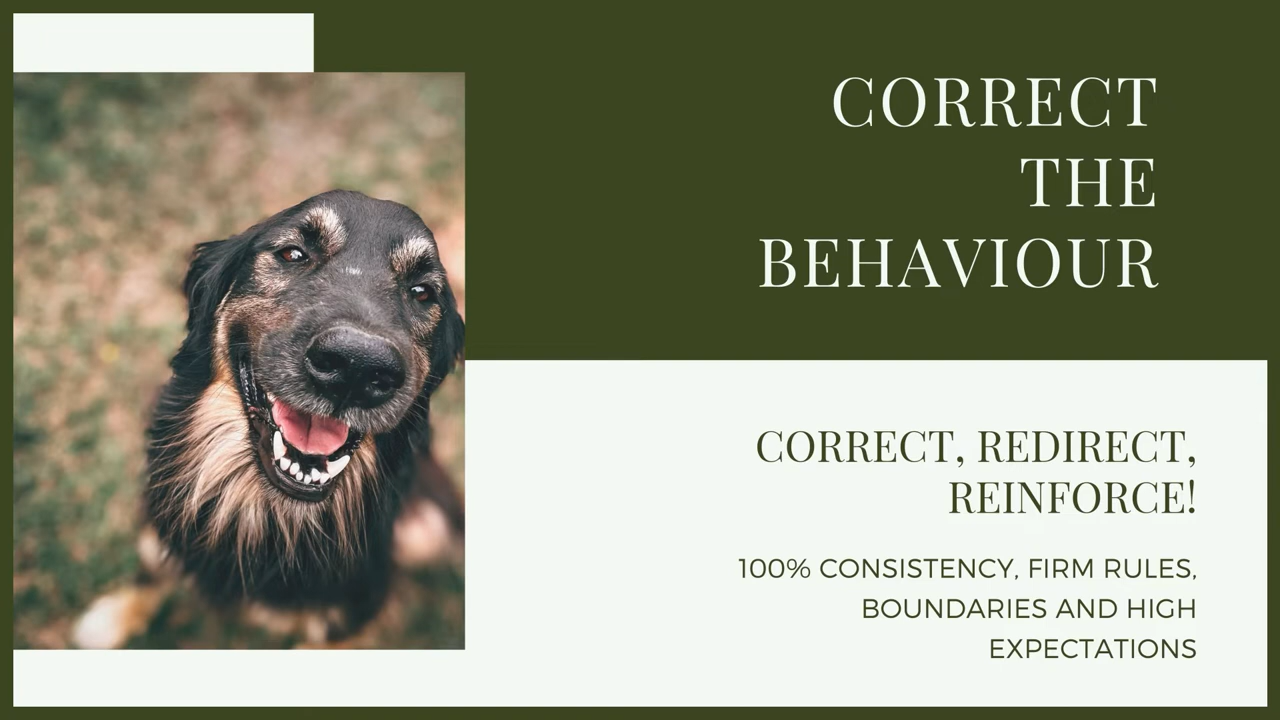 CORRECT
THE
BEHAVIOUR
CORRECT, REDIRECT,
REINFORCE!
100% CONSISTENCY, FIRM RULES,
BOUNDARIES AND HIGH
EXPECTATIONS